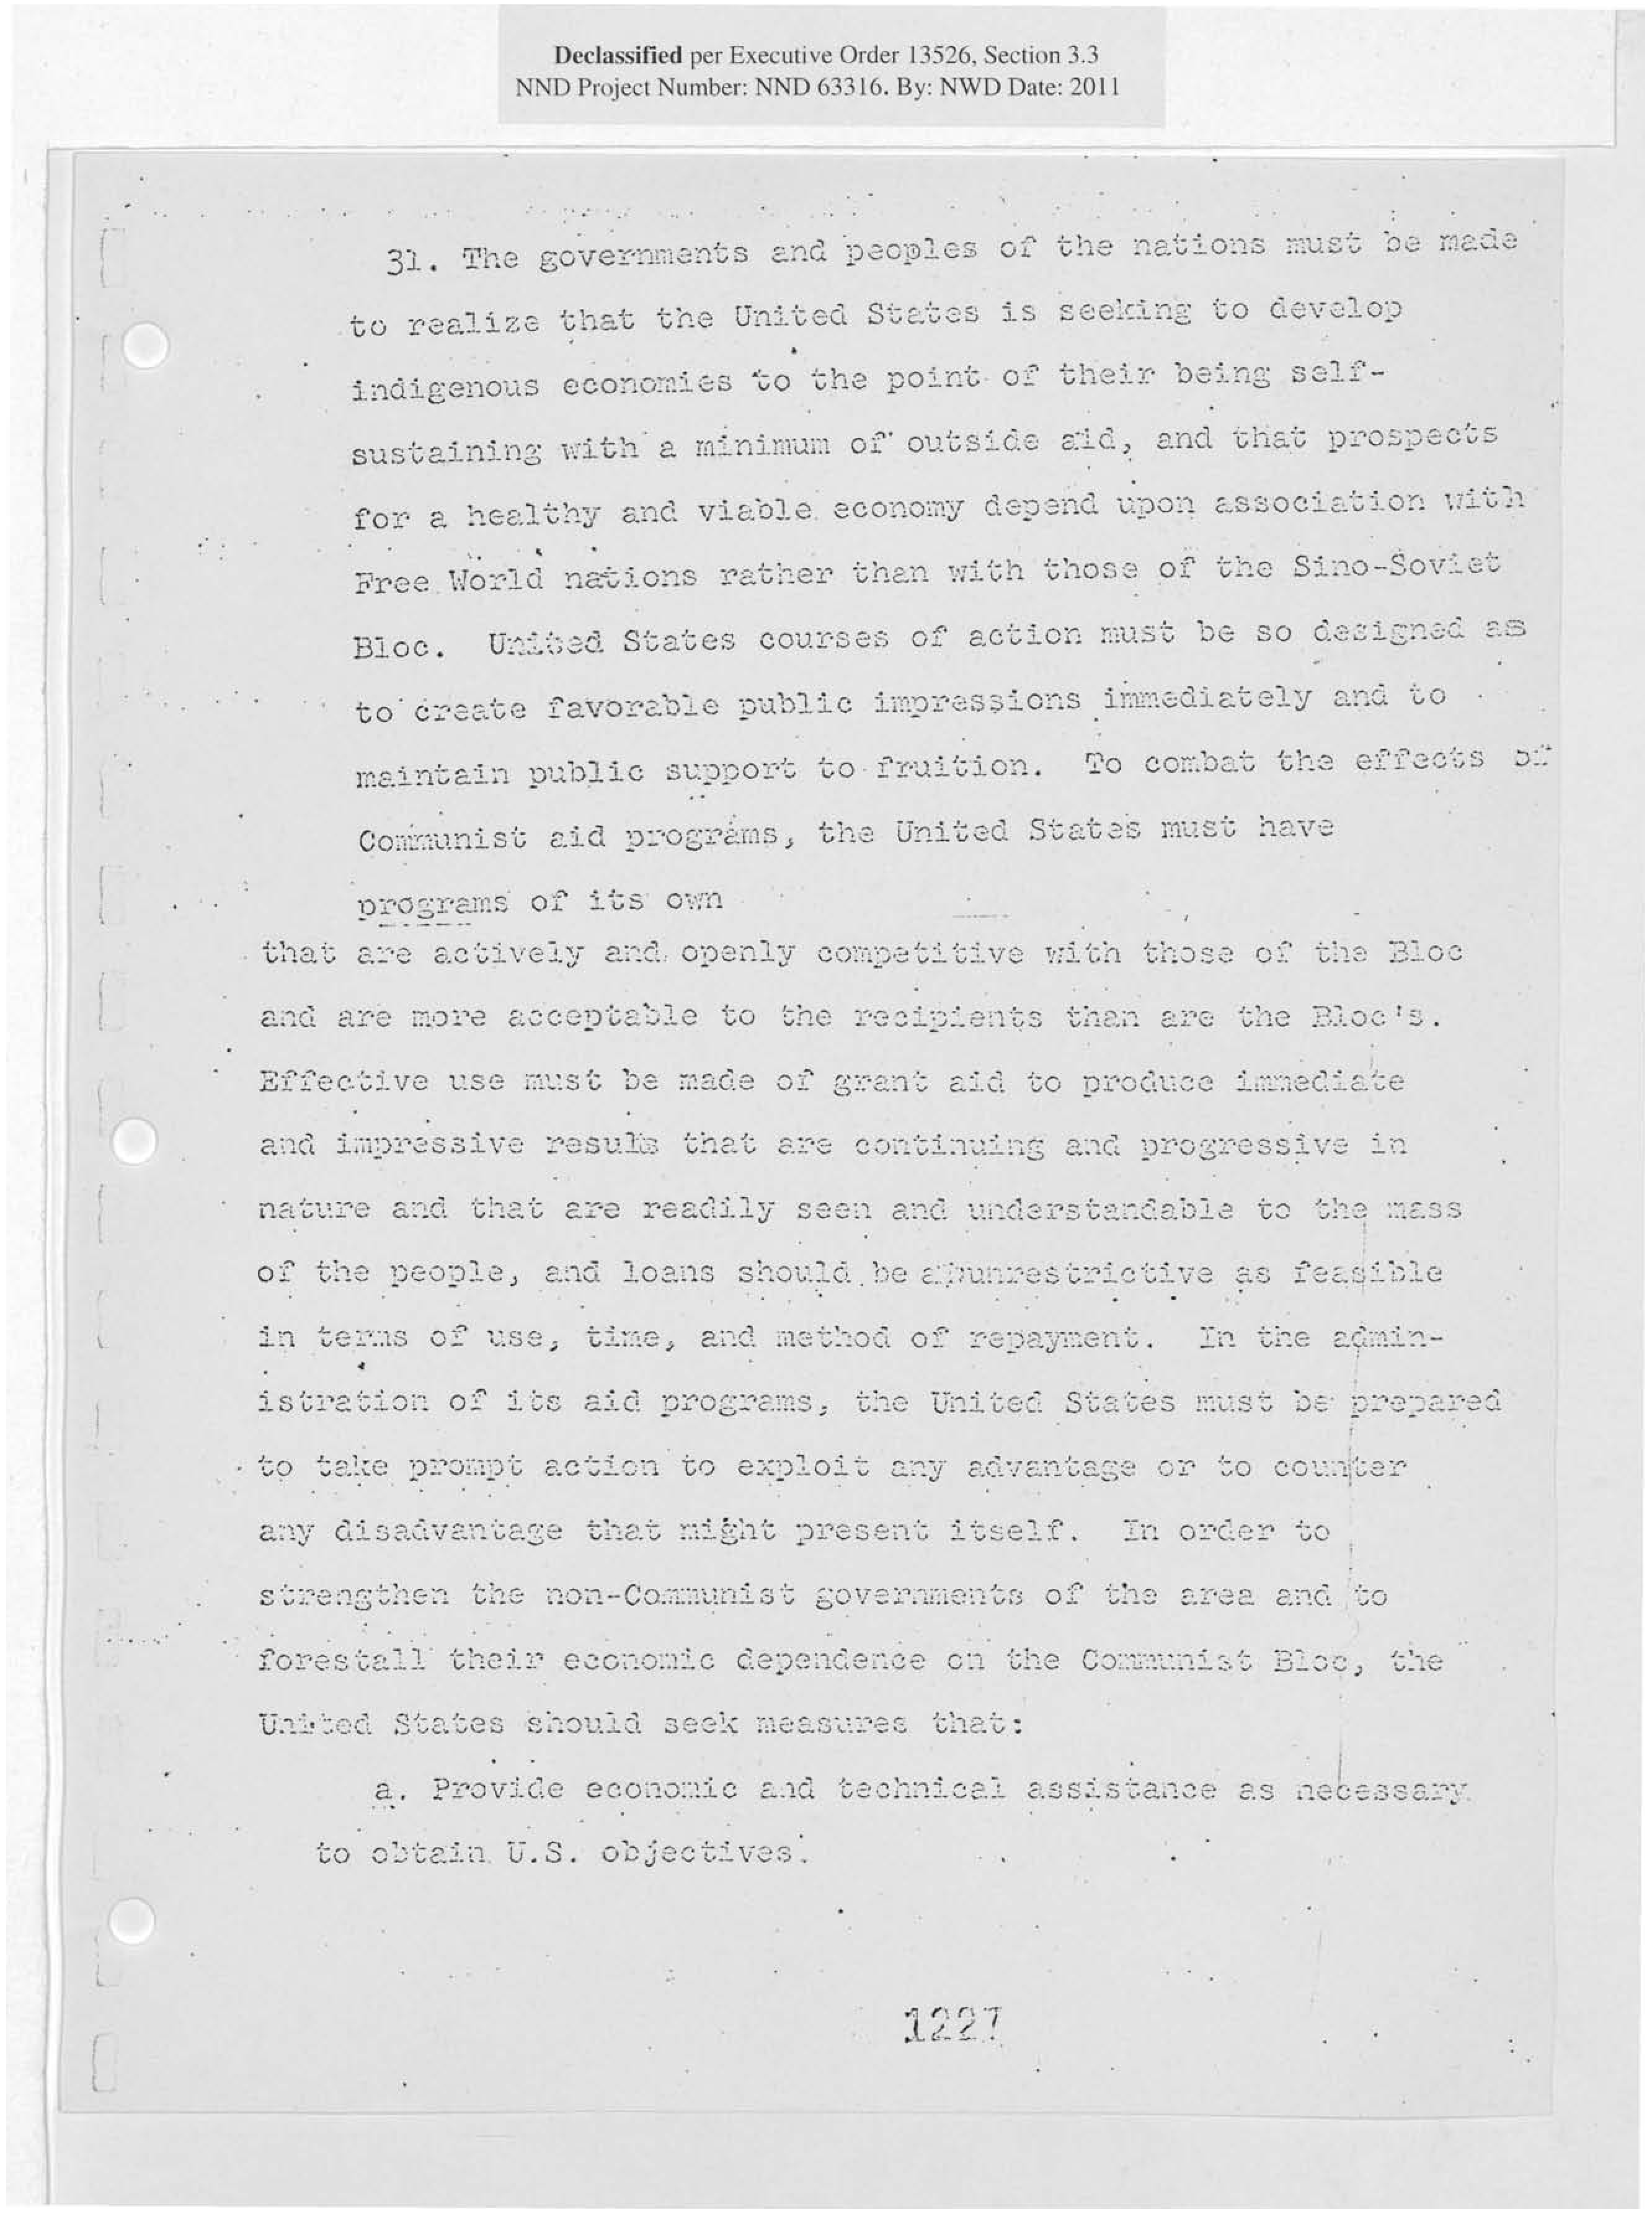 Declassified per Executive Order 13526, Section 3.3
NND Project Number: NND 63316. By: NWD Date: 2011
31. The governments and peoples of the nations must be made
to realize that the United States is seeking to develop
indigenous economies to the point of their being self-
sustaining with a minimum of outside aid, and that prospects
for a healthy and viable economy depend upon association with
Free World nations rather than with those of the Sino-Soviet
Bloc. United States courses of action must be so designed as
to create favorable public impressions immediately and to
maintain public support to fruition. To combat the effects of
Communist aid programs, the United States must have
programs of its own
that are actively and openly competitive with those of the Bloc
and are more acceptable to the recipients than are the Bloc's.
Effective use must be made of grant aid to produce immediate
and impressive results that are continuing and progressive in
nature and that are readily seen and understandable to the mass
of the people, and loans should be as unrestrictive as feasible
in terms of use, time, and method of repayment. In the admin-
istration of its aid programs, the United States must be prepared
to take prompt action to exploit any advantage or to counter
any disadvantage that might present itself. In order to
strengthen the non-Communist governments of the area and to
forestall their economic dependence on the Communist Bloc, the
United States should seek measures that:
a. Provide economic and technical assistance as necessary
to obtain U.S. objectives.
1227